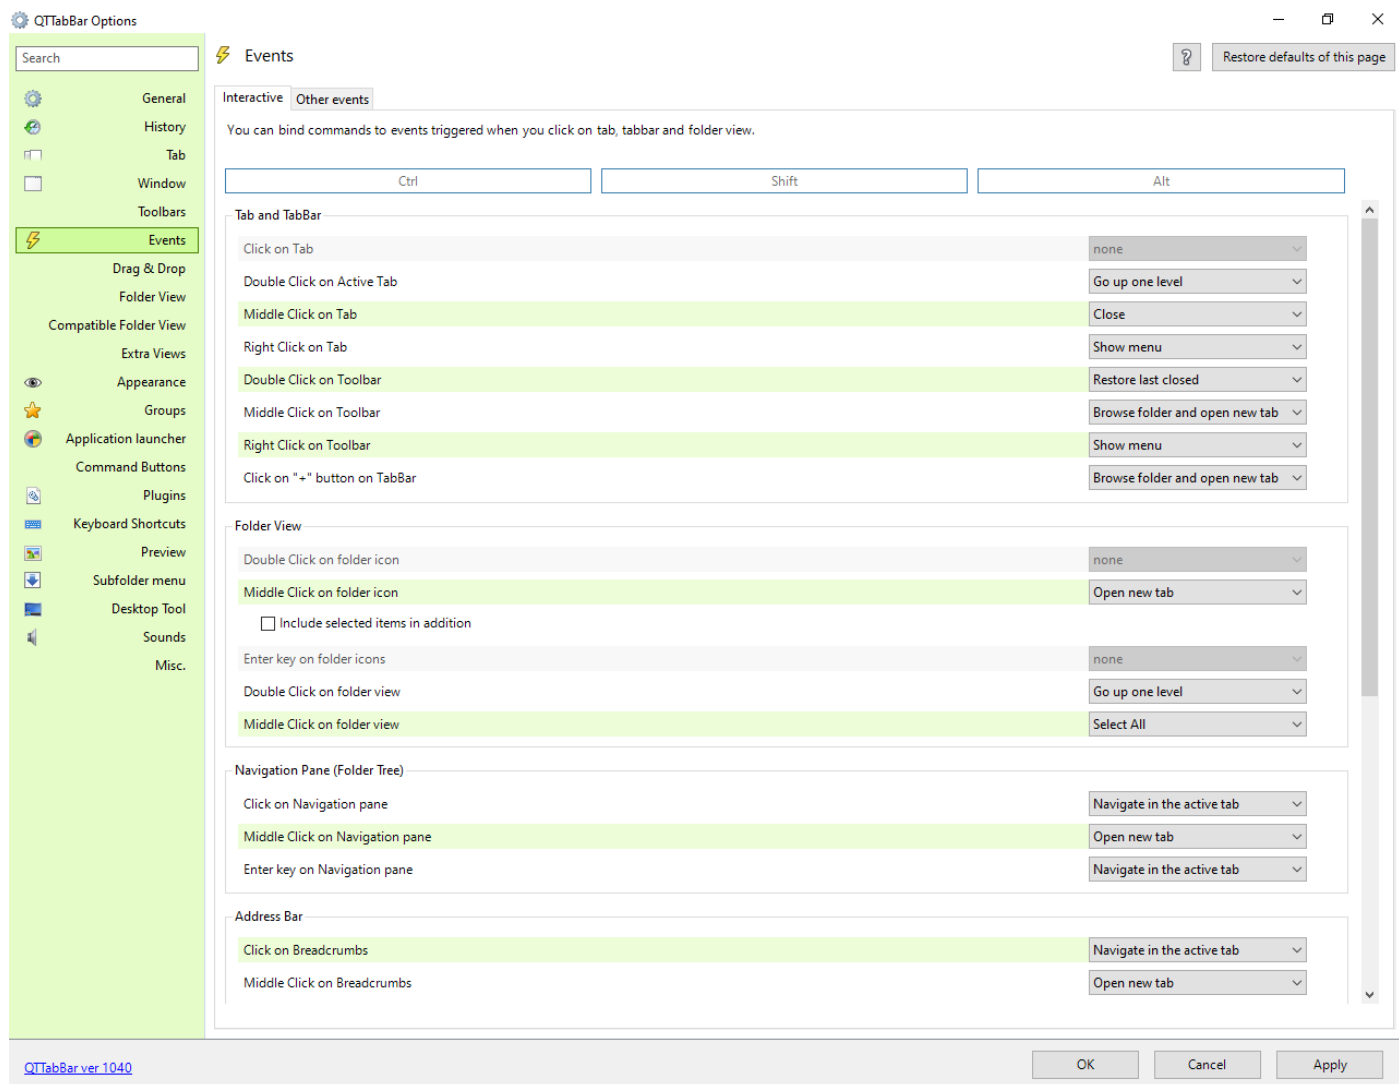 QTTabBar Options
Search
General
History
Tab
Window
Toolbars
Events
Drag & Drop
Folder View
Compatible Folder View
Extra Views
Appearance
Groups
Application launcher
Command Buttons
Plugins
Keyboard Shortcuts
Preview
Subfolder menu
Desktop Tool
Sounds
Misc.
Events
?
Restore defaults of this page
Interactive Other events
You can bind commands to events triggered when you click on tab, tabbar and folder view.
Ctrl Shift Alt
Tab and TabBar
Click on Tab none
Double Click on Active Tab Go up one level
Middle Click on Tab Close
Right Click on Tab Show menu
Double Click on Toolbar Restore last closed
Middle Click on Toolbar Browse folder and open new tab
Right Click on Toolbar Show menu
Click on "+" button on TabBar Browse folder and open new tab
Folder View
Double Click on folder icon none
Middle Click on folder icon Open new tab
Include selected items in addition
Enter key on folder icons none
Double Click on folder view Go up one level
Middle Click on folder view Select All
Navigation Pane (Folder Tree)
Click on Navigation pane Navigate in the active tab
Middle Click on Navigation pane Open new tab
Enter key on Navigation pane Navigate in the active tab
Address Bar
Click on Breadcrumbs Navigate in the active tab
Middle Click on Breadcrumbs Open new tab
QTTabBar ver 1040
OK Cancel Apply